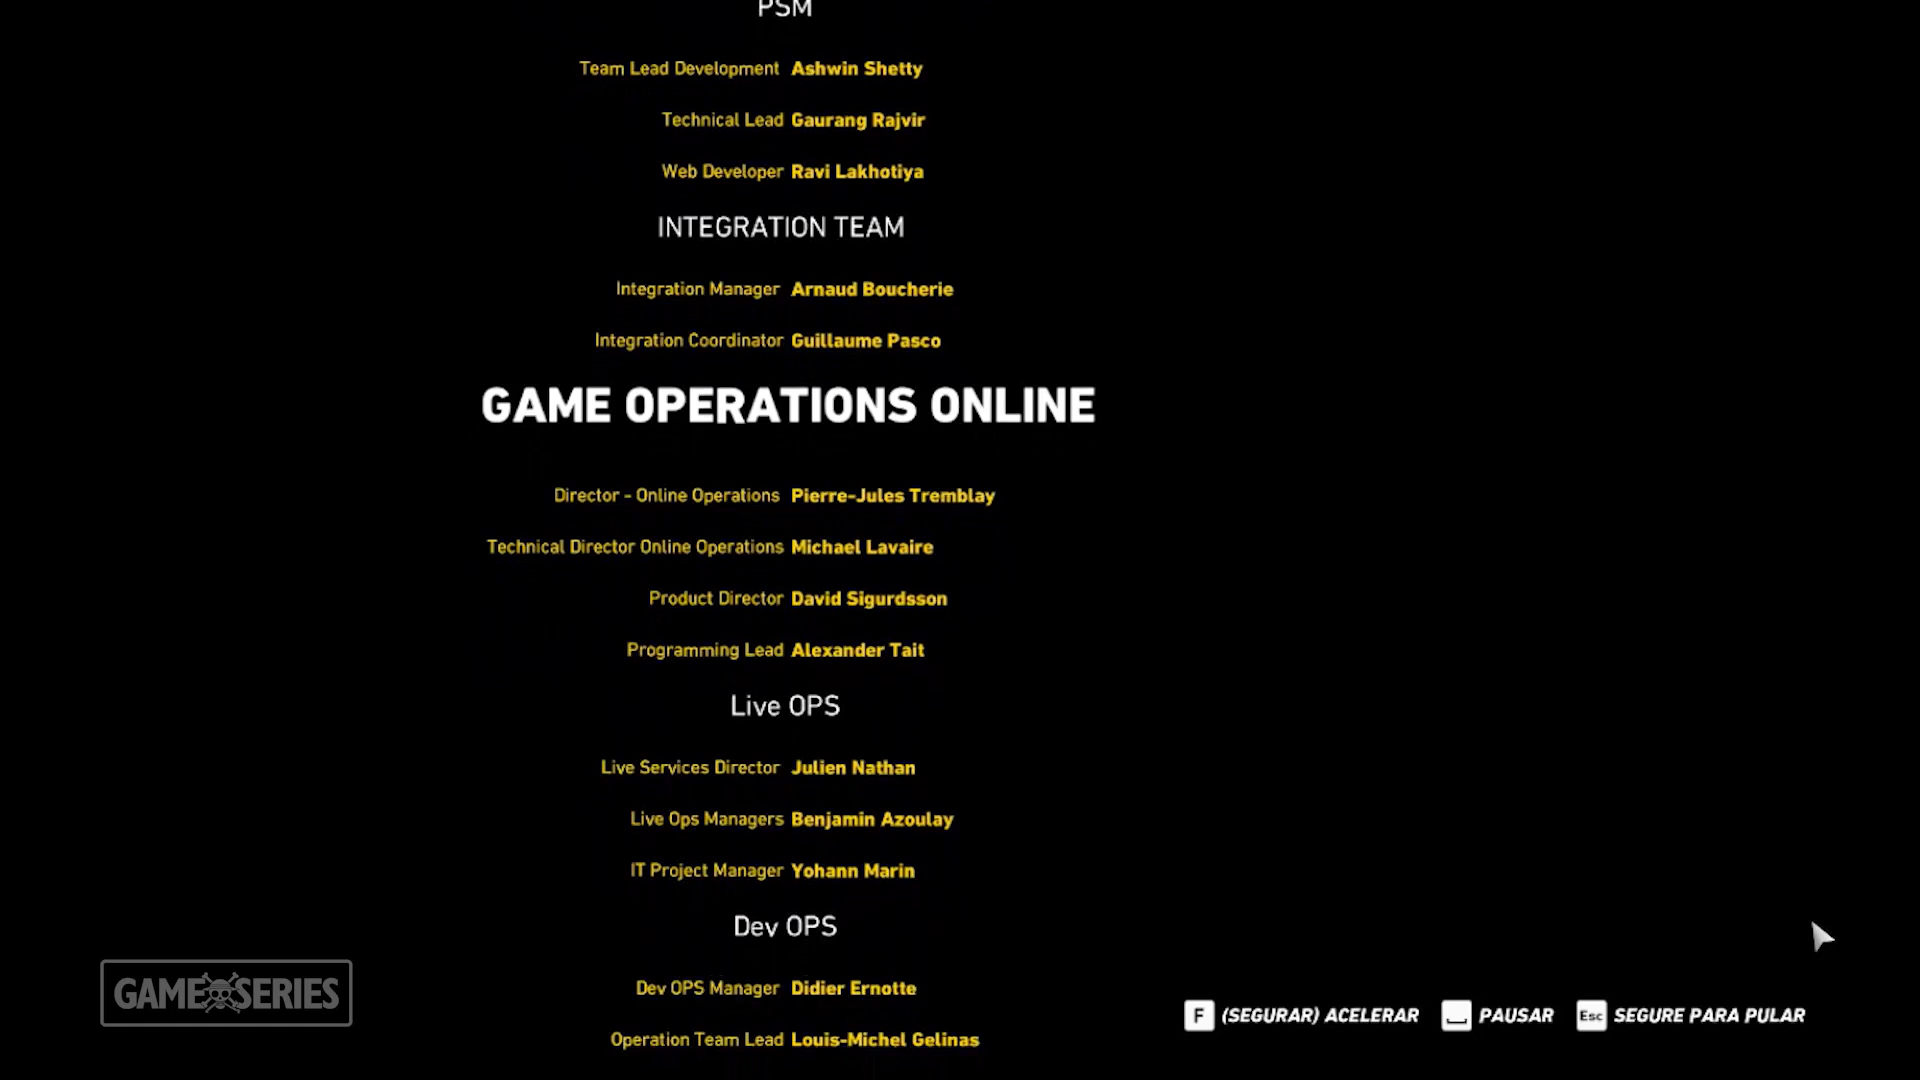 PSM
Team Lead Development Ashwin Shetty
Technical Lead Gaurang Rajvir
Web Developer Ravi Lakhotiya
INTEGRATION TEAM
Integration Manager Arnaud Boucherie
Integration Coordinator Guillaume Pasco
GAME OPERATIONS ONLINE
Director - Online Operations Pierre-Jules Tremblay
Technical Director Online Operations Michael Lavaire
Product Director David Sigurdsson
Programming Lead Alexander Tait
Live OPS
Live Services Director Julien Nathan
Live Ops Managers Benjamin Azoulay
IT Project Manager Yohann Marin
Dev OPS
Dev OPS Manager Didier Ernotte
Operation Team Lead Louis-Michel Gelinas
GAME SERIES
F (SEGURAR) ACELERAR PAUSAR Esc SEGURE PARA PULAR